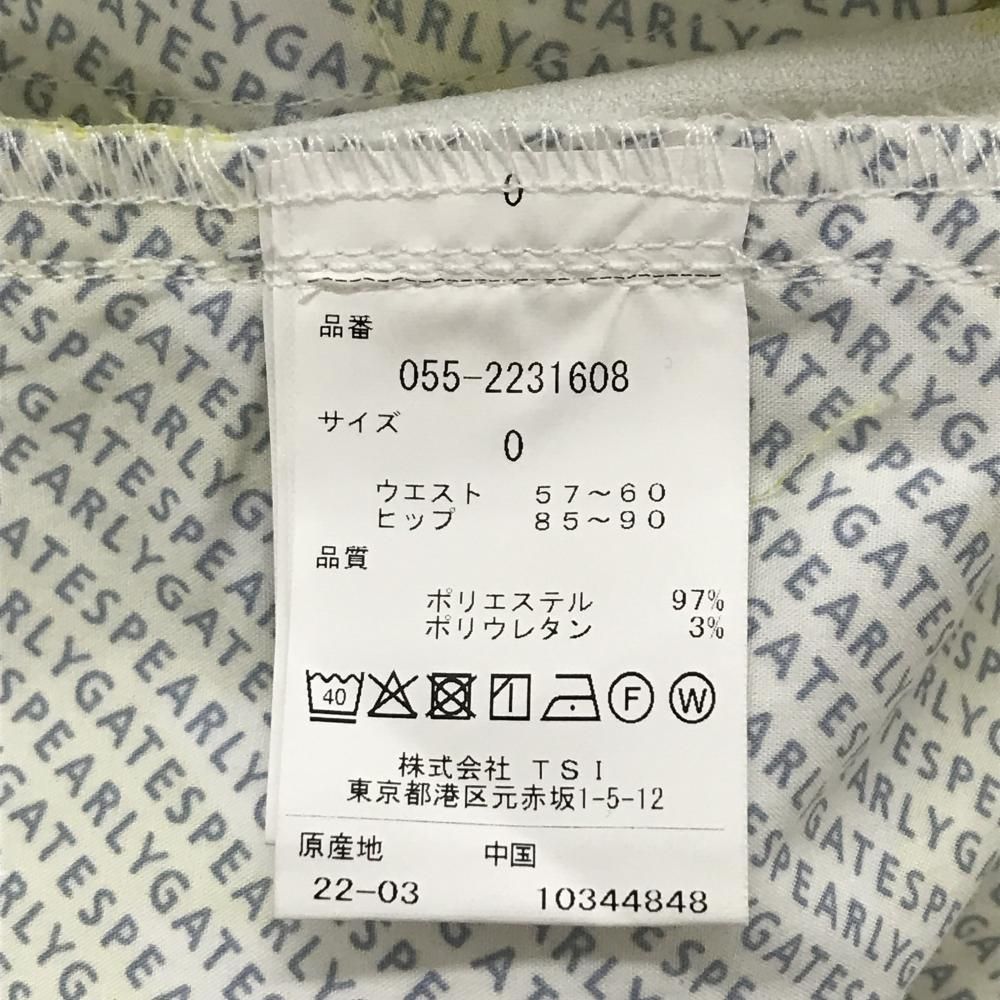 0
品番
055-2231608
サイズ
0
ウエスト 57～60
ヒップ 85～90
品質
ポリエステル 97%
ポリウレタン 3%
40 F W
株式会社 TSI
東京都港区元赤坂1-5-12
原産地 中国
22-03 10344848
PEARLYGATES